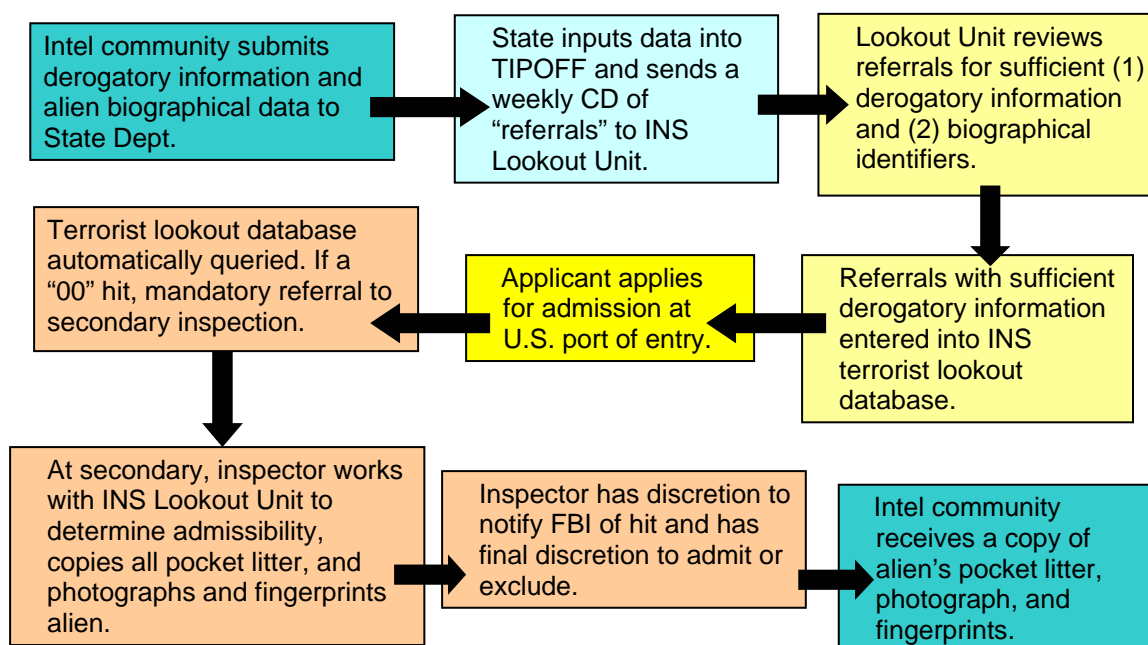 Intel community submits
derogatory information and
alien biographical data to
State Dept.
State inputs data into
TIPOFF and sends a
weekly CD of
“referrals” to INS
Lookout Unit.
Lookout Unit reviews
referrals for sufficient (1)
derogatory information
and (2) biographical
identifiers.
Referrals with sufficient
derogatory information
entered into INS
terrorist lookout
database.
Applicant applies
for admission at
U.S. port of entry.
Terrorist lookout database
automatically queried. If a
“00” hit, mandatory referral to
secondary inspection.
At secondary, inspector works
with INS Lookout Unit to
determine admissibility,
copies all pocket litter, and
photographs and fingerprints
alien.
Inspector has discretion to
notify FBI of hit and has
final discretion to admit or
exclude.
Intel community
receives a copy of
alien’s pocket litter,
photograph, and
fingerprints.